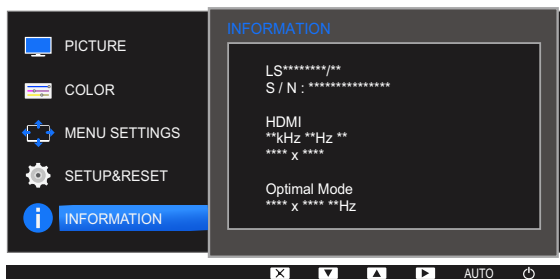 PICTURE
COLOR
MENU SETTINGS
SETUP&RESET
INFORMATION
INFORMATION
LS********/**
S / N : ***************
HDMI
**kHz **Hz **
**** x ****
Optimal Mode
**** x **** **Hz
AUTO